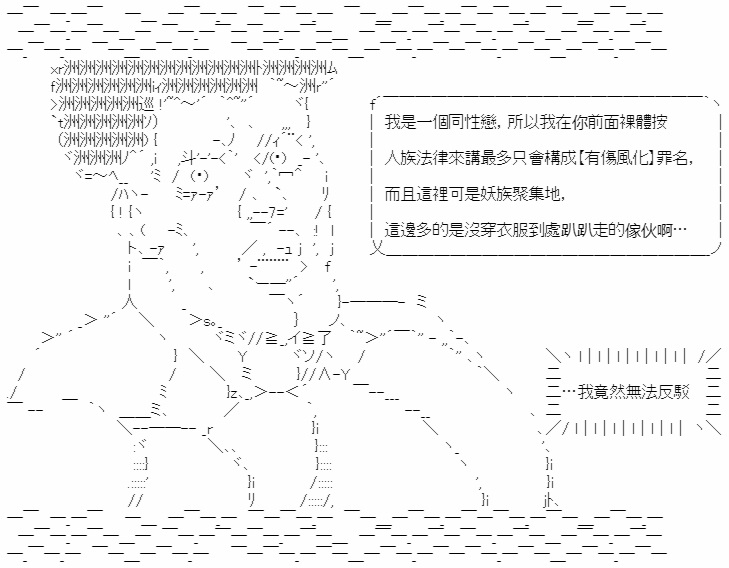 我是一個同性戀，所以我在你前面裸體按
人族法律來講最多只會構成【有傷風化】罪名，
而且這裡可是妖族聚集地，
這邊多的是沒穿衣服到處趴趴走的傢伙啊…
…我竟然無法反駁